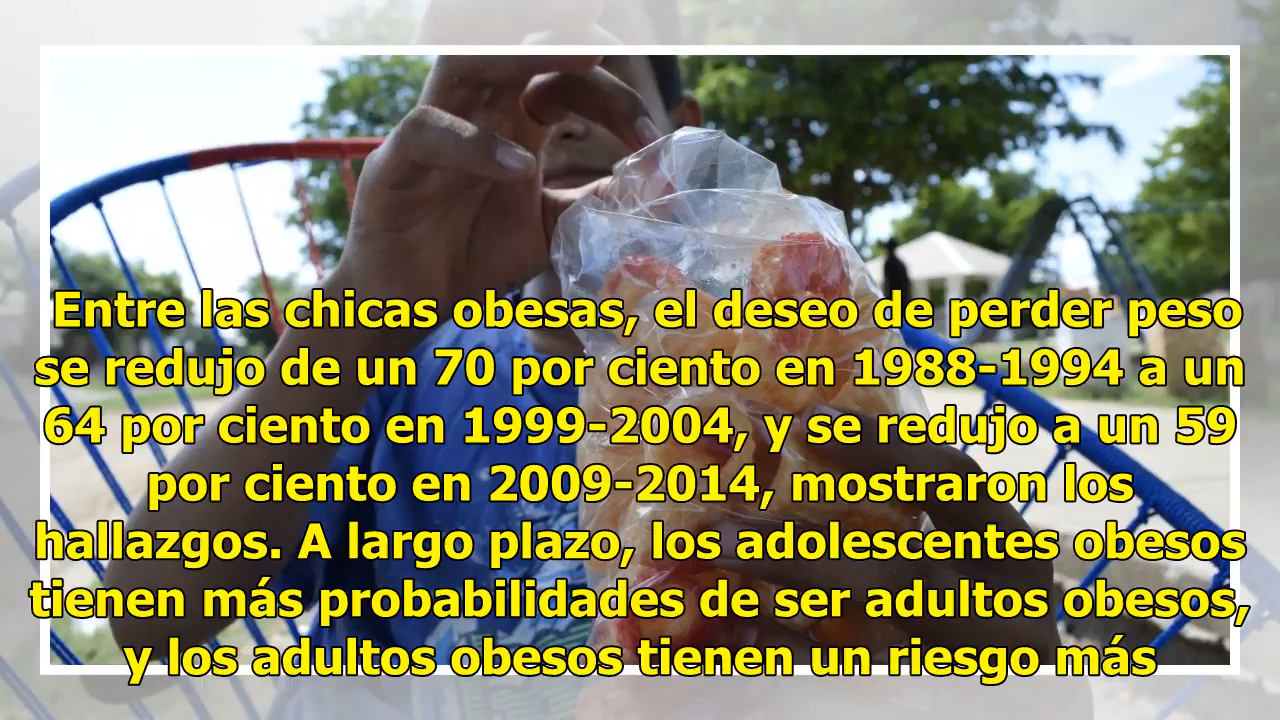 Entre las chicas obesas, el deseo de perder peso
se redujo de un 70 por ciento en 1988-1994 a un
64 por ciento en 1999-2004, y se redujo a un 59
por ciento en 2009-2014, mostraron los
hallazgos. A largo plazo, los adolescentes obesos
tienen más probabilidades de ser adultos obesos,
y los adultos obesos tienen un riesgo más